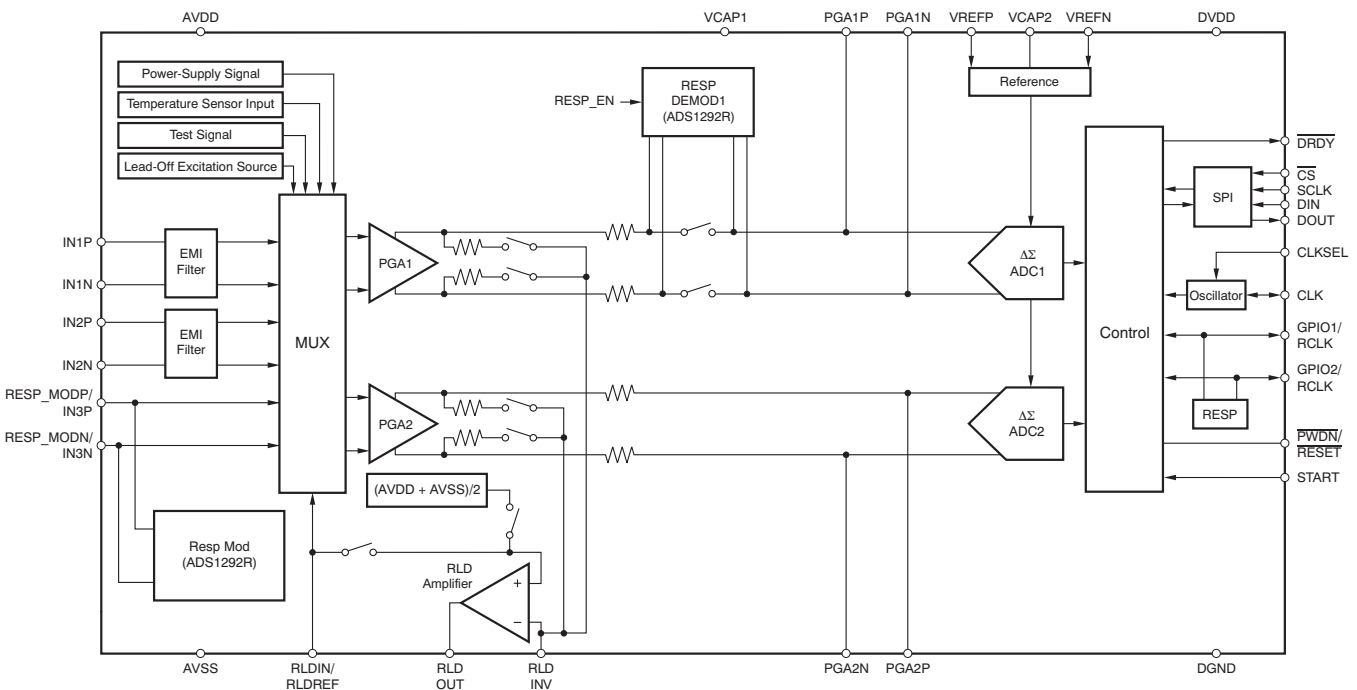 AVDD
VCAP1
PGA1P
PGA1N
VREFP
VCAP2
VREFN
DVDD
Power-Supply Signal
Temperature Sensor Input
Test Signal
Lead-Off Excitation Source
RESP_EN
RESP
DEMOD1
(ADS1292R)
Reference
DRDY
CS
SCLK
DIN
DOUT
SPI
CLKSEL
Oscillator
CLK
GPIO1/
RCLK
GPIO2/
RCLK
RESP
PWDN/
RESET
START
Control
IN1P
IN1N
EMI
Filter
IN2P
IN2N
EMI
Filter
RESP_MODP/
IN3P
RESP_MODN/
IN3N
MUX
PGA1
PGA2
ΔΣ
ADC1
ΔΣ
ADC2
(AVDD + AVSS)/2
Resp Mod
(ADS1292R)
RLD
Amplifier
+
−
AVSS
RLDIN/
RLDREF
RLD
OUT
RLD
INV
PGA2N
PGA2P
DGND